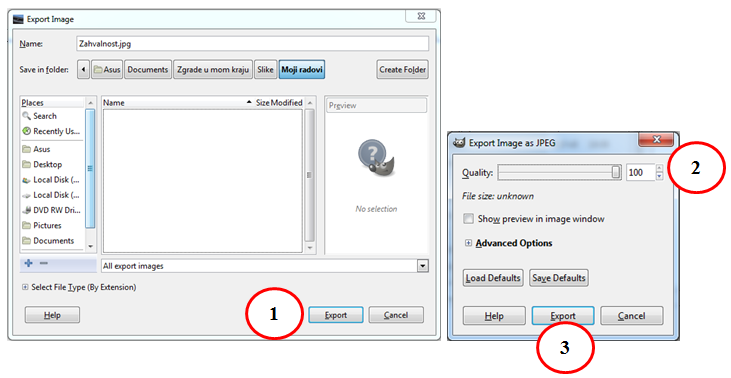 Export Image
Name: Zahvalnost.jpg
Save in folder: Asus Documents Zgrade u mom kraju Slike Moji radovi Create Folder
Places
Search
Recently Us...
Asus
Desktop
Local Disk (...
Local Disk (...
DVD RW Dri...
Pictures
Documents
Name Size Modified
Preview
No selection
All export images
Select File Type (By Extension)
Help
1
Export Cancel
Export Image as JPEG
Quality: 100
2
File size: unknown
Show preview in image window
Advanced Options
Load Defaults Save Defaults
Help Export Cancel
3